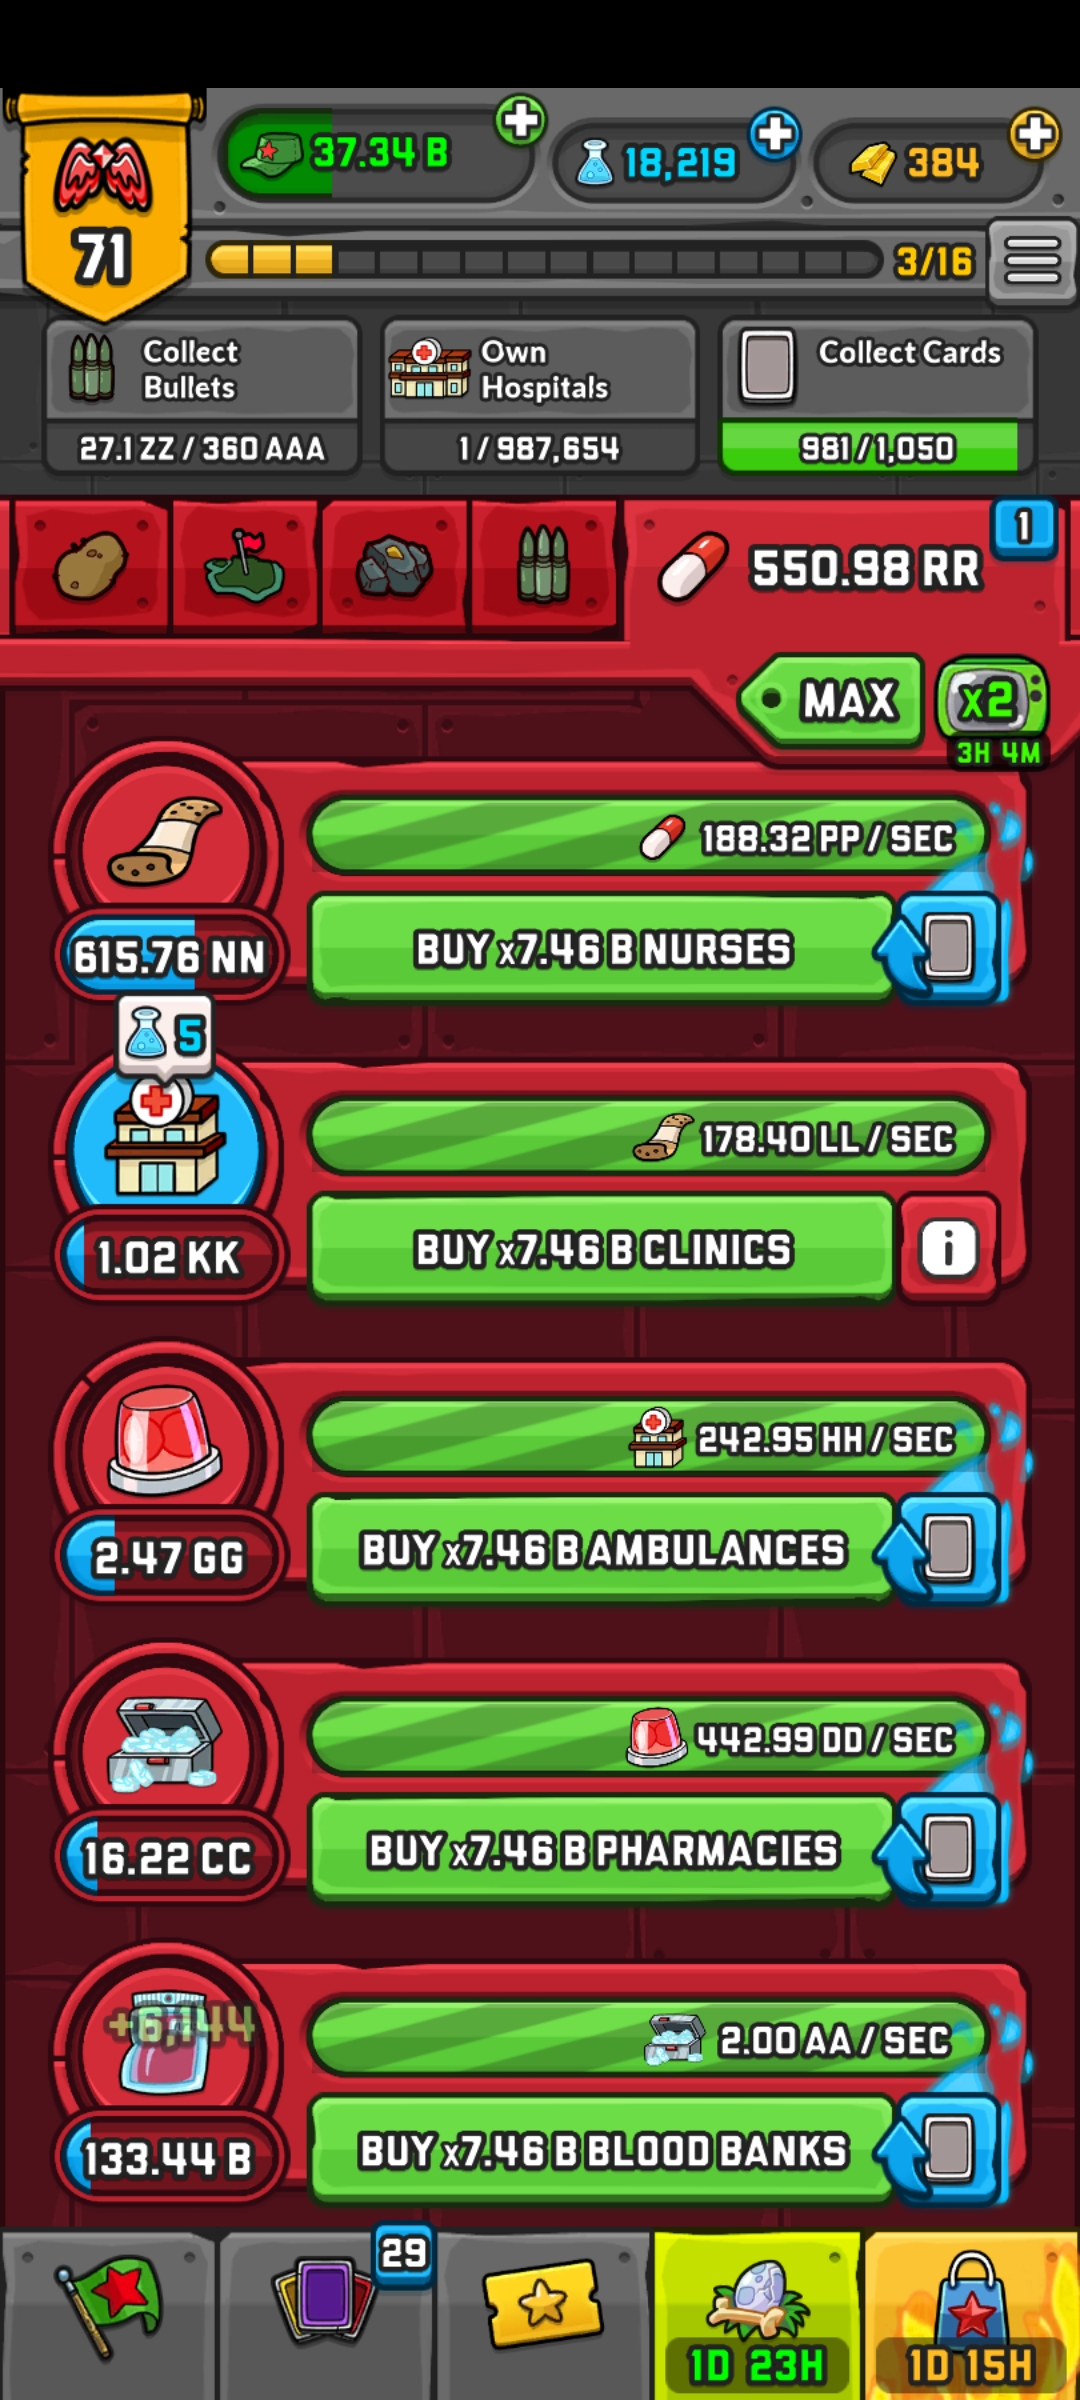 71
37.34 B
18,219
384
3/16
Collect
Bullets
27.1 ZZ / 360 AAA
Own
Hospitals
1 / 987,654
Collect Cards
981/1,050
550.98 RR
1
MAX
x2
3H 4M
188.32 PP / SEC
615.76 NN
BUY x7.46 B NURSES
5
178.40 LL / SEC
1.02 KK
BUY x7.46 B CLINICS
i
242.95 HH / SEC
2.47 GG
BUY x7.46 B AMBULANCES
442.99 DD / SEC
16.22 CC
BUY x7.46 B PHARMACIES
+6,144
2.00 AA / SEC
133.44 B
BUY x7.46 B BLOOD BANKS
29
1D 23H
1D 15H